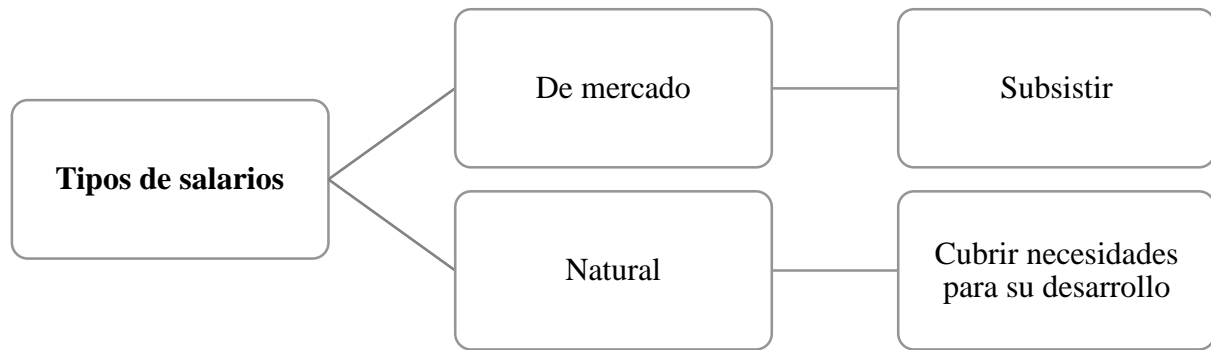 Tipos de salarios
De mercado
Subsistir
Natural
Cubrir necesidades
para su desarrollo